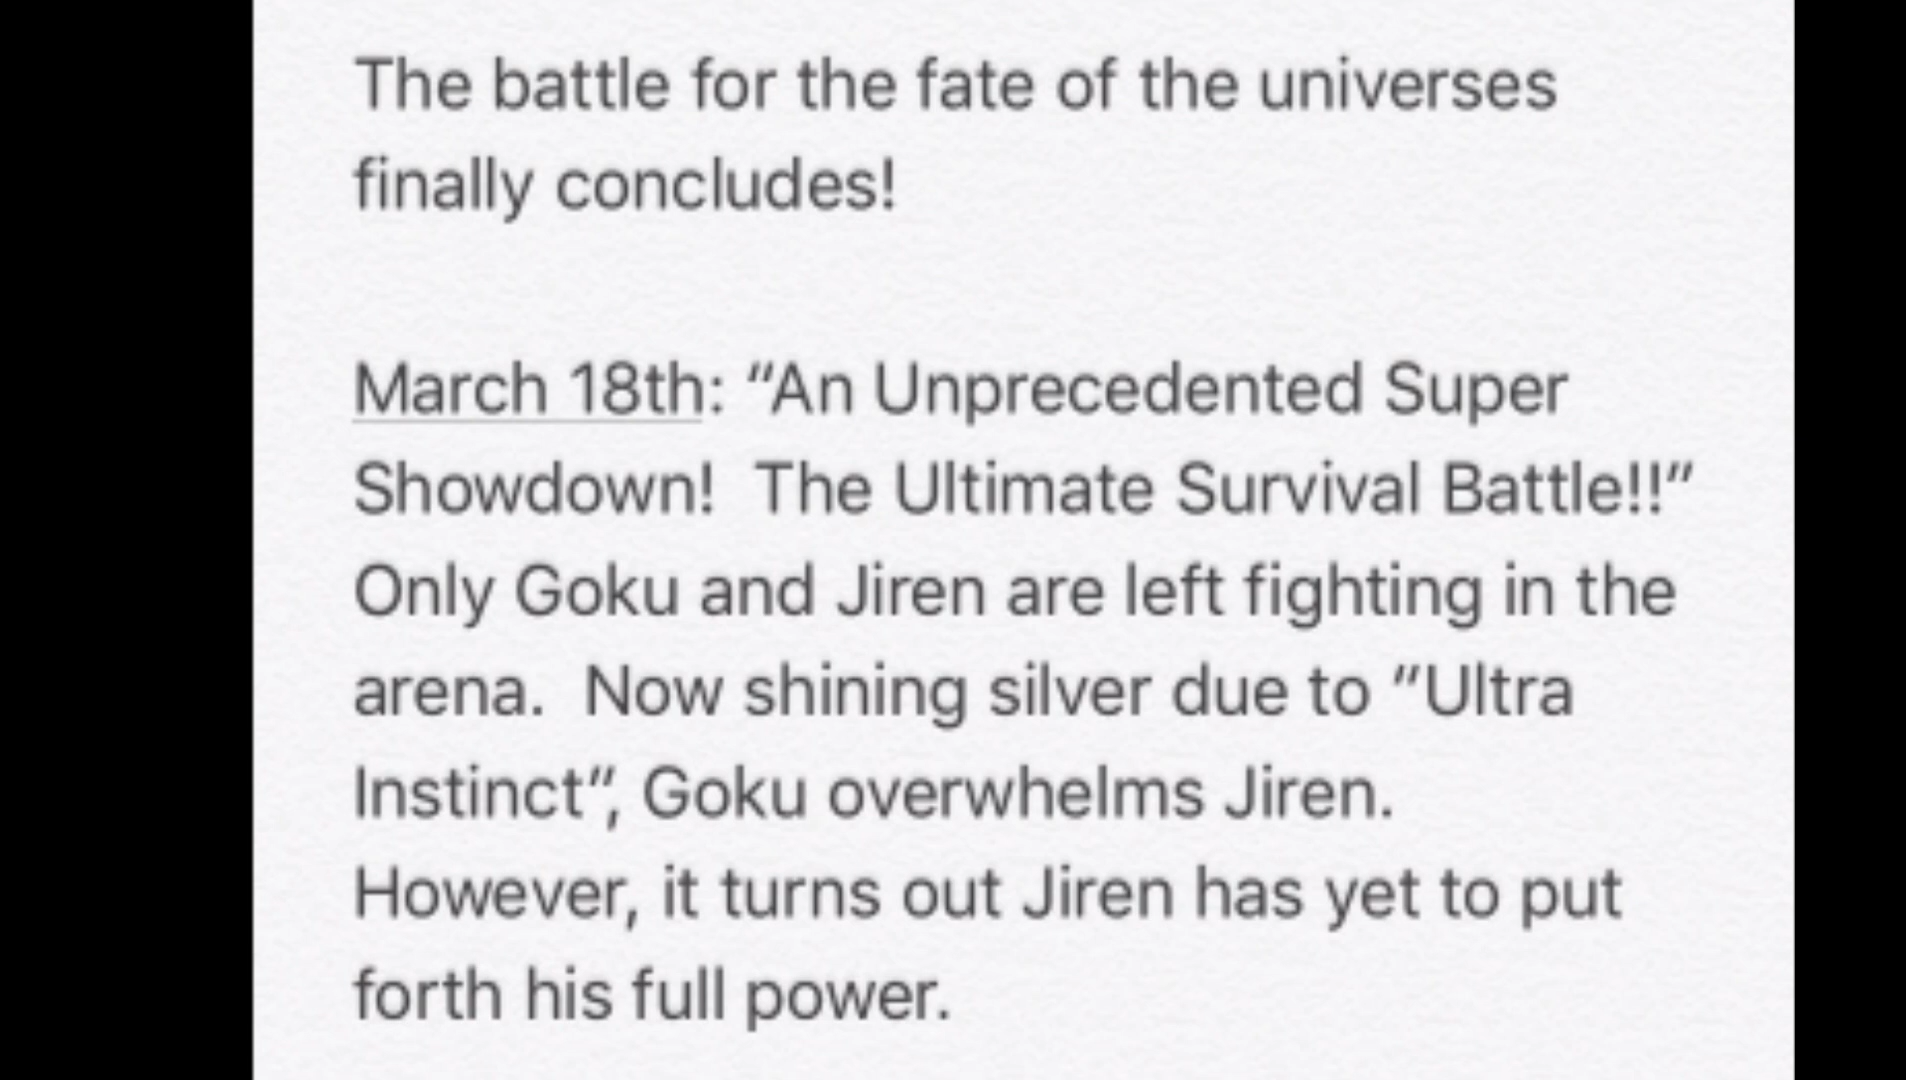 The battle for the fate of the universes
finally concludes!
March 18th: “An Unprecedented Super
Showdown!  The Ultimate Survival Battle!!”
Only Goku and Jiren are left fighting in the
arena.  Now shining silver due to “Ultra
Instinct”, Goku overwhelms Jiren.
However, it turns out Jiren has yet to put
forth his full power.